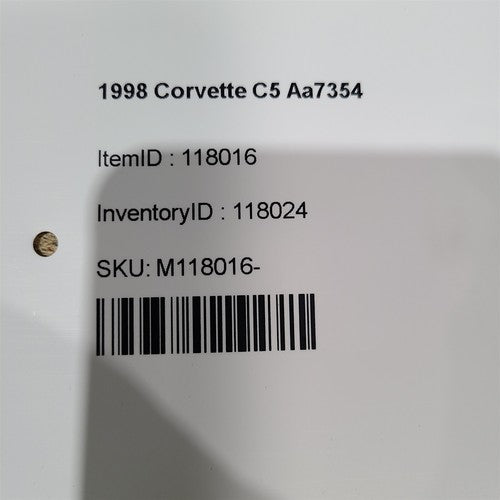 1998 Corvette C5 Aa7354
ItemID : 118016
InventoryID : 118024
SKU: M118016-